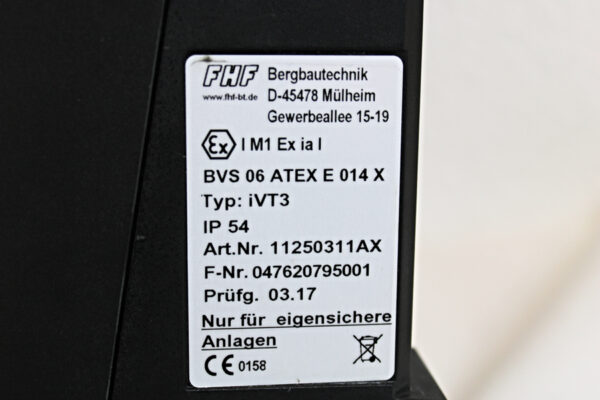 FHF Bergbautechnik
www.fhf-bt.de D-45478 Mülheim
Gewerbeallee 15-19
Ex I M1 Ex ia I
BVS 06 ATEX E 014 X
Typ: iVT3
IP 54
Art.Nr. 11250311AX
F-Nr. 047620795001
Prüfg. 03.17
Nur für eigensichere
Anlagen
CE 0158